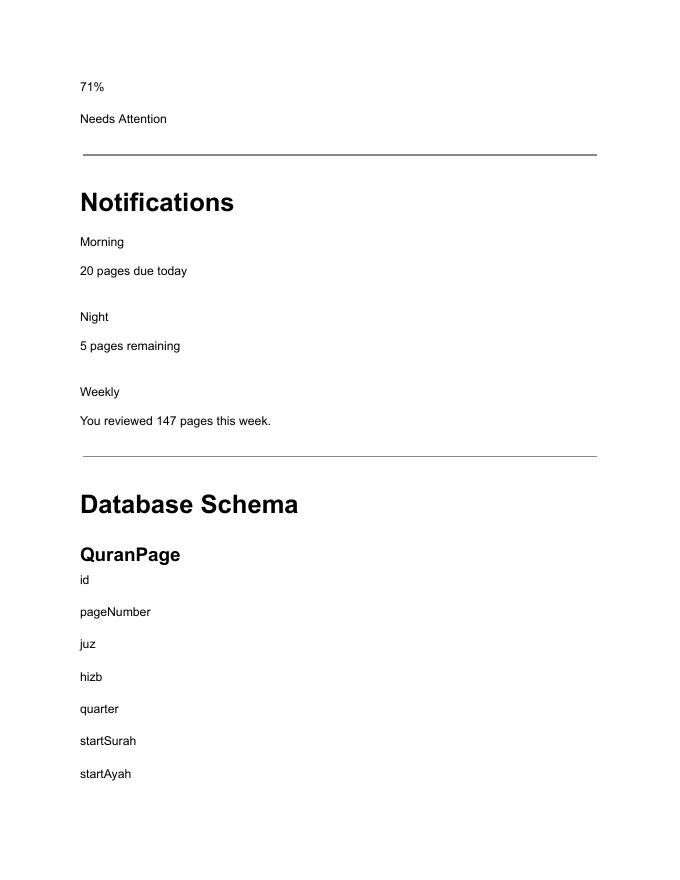 71%
Needs Attention
Notifications
Morning
20 pages due today
Night
5 pages remaining
Weekly
You reviewed 147 pages this week.
Database Schema
QuranPage
id
pageNumber
juz
hizb
quarter
startSurah
startAyah